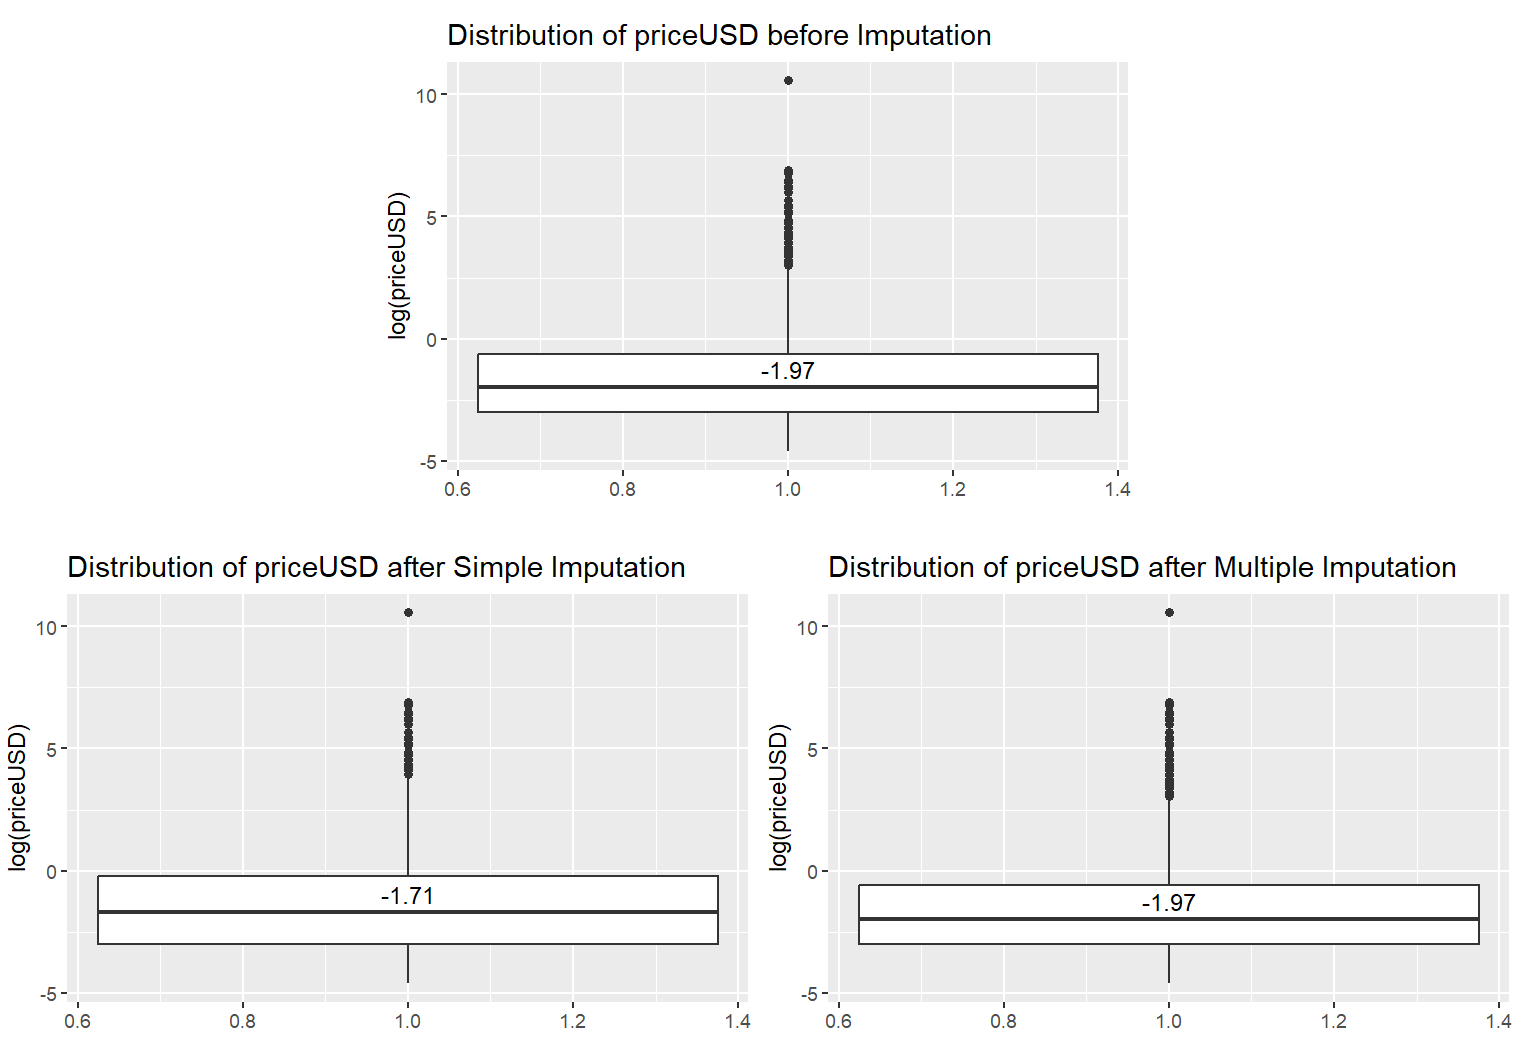 Distribution of priceUSD before Imputation
log(priceUSD)
10
5
0
-5
-1.97
0.6 0.8 1.0 1.2 1.4
Distribution of priceUSD after Simple Imputation
log(priceUSD)
10
5
0
-5
-1.71
0.6 0.8 1.0 1.2 1.4
Distribution of priceUSD after Multiple Imputation
log(priceUSD)
10
5
0
-5
-1.97
0.6 0.8 1.0 1.2 1.4